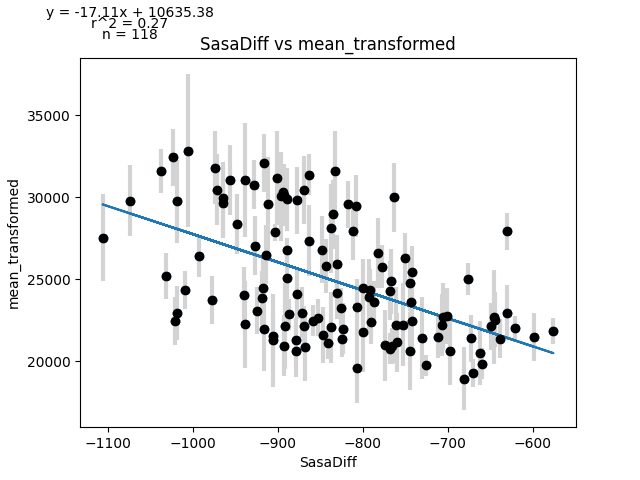 y = -17.11x + 10635.38
r^2 = 0.27
n = 118
SasaDiff vs mean_transformed
35000
30000
25000
20000
mean_transformed
−1100 −1000 −900 −800 −700 −600
SasaDiff